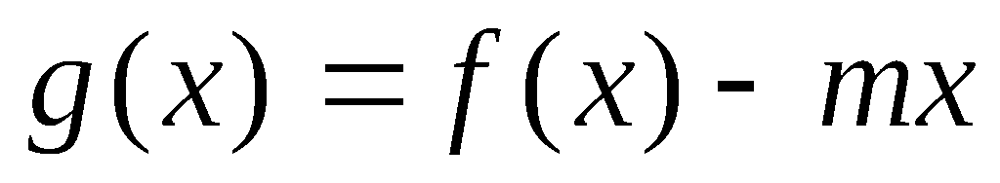 g(x) = f(x) - mx